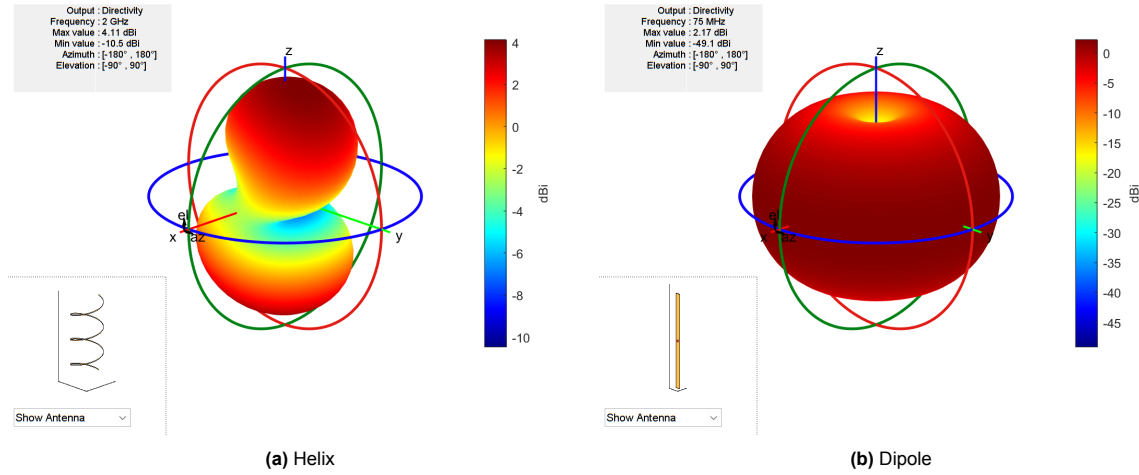 Output : Directivity
Frequency : 2 GHz
Max value : 4.11 dBi
Min value : -10.5 dBi
Azimuth : [-180° , 180°]
Elevation : [-90° , 90°]
z
el
x
az
y
4
2
0
-2
-4
-6
-8
-10
dBi
Show Antenna
(a) Helix
Output : Directivity
Frequency : 75 MHz
Max value : 2.17 dBi
Min value : -49.1 dBi
Azimuth : [-180° , 180°]
Elevation : [-90° , 90°]
z
el
x
az
y
0
-5
-10
-15
-20
-25
-30
-35
-40
-45
dBi
Show Antenna
(b) Dipole